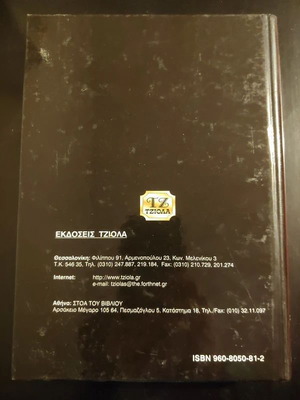 TZ
ΤΖΙΟΛΑ
ΕΚΔΟΣΕΙΣ ΤΖΙΟΛΑ
Θεσσαλονίκη: Φιλίππου 91, Αρμενοπούλου 23, Κων. Μελενίκου 3
Τ.Κ. 546 35, Τηλ. (0310) 247.887, 219.184, Fax: (0310) 210.729, 201.274
Internet: http://www.tziola.gr
e-mail: tziolas@the.forthnet.gr
Αθήνα: ΣΤΟΑ ΤΟΥ ΒΙΒΛΙΟΥ
Αρσάκειο Μέγαρο 105 64, Πεσμαζόγλου 5, Κατάστημα 18, Τηλ./Fax: (010) 32.11.097
ISBN 960-8050-81-2